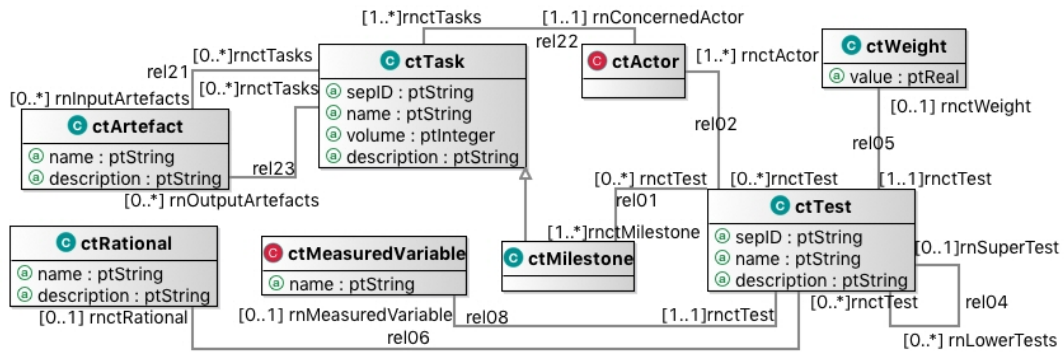 [1..*]rnctTasks
[1..1] rnConcernedActor
rel22
[0..*]rnctTasks
rel21
[0..*]rnctTasks
[0..*] rnInputArtefacts
C ctTask
a sepID : ptString
a name : ptString
a volume : ptInteger
a description : ptString
C ctActor
[1..*] rnctActor
C ctWeight
a value : ptReal
[0..1] rnctWeight
rel02
rel05
C ctArtefact
a name : ptString
a description : ptString
rel23
[0..*] rnOutputArtefacts
[0..*] rnctTest
[0..*]rnctTest
[1..1]rnctTest
rel01
[1..*]rnctMilestone
C ctTest
a sepID : ptString
a name : ptString
a description : ptString
[0..1]rnSuperTest
[0..*]rnctTest
rel04
[0..*] rnLowerTests
C ctRational
a name : ptString
a description : ptString
[0..1] rnctRational
C ctMeasuredVariable
a name : ptString
C ctMilestone
[0..1] rnMeasuredVariable
rel08
[1..1]rnctTest
rel06